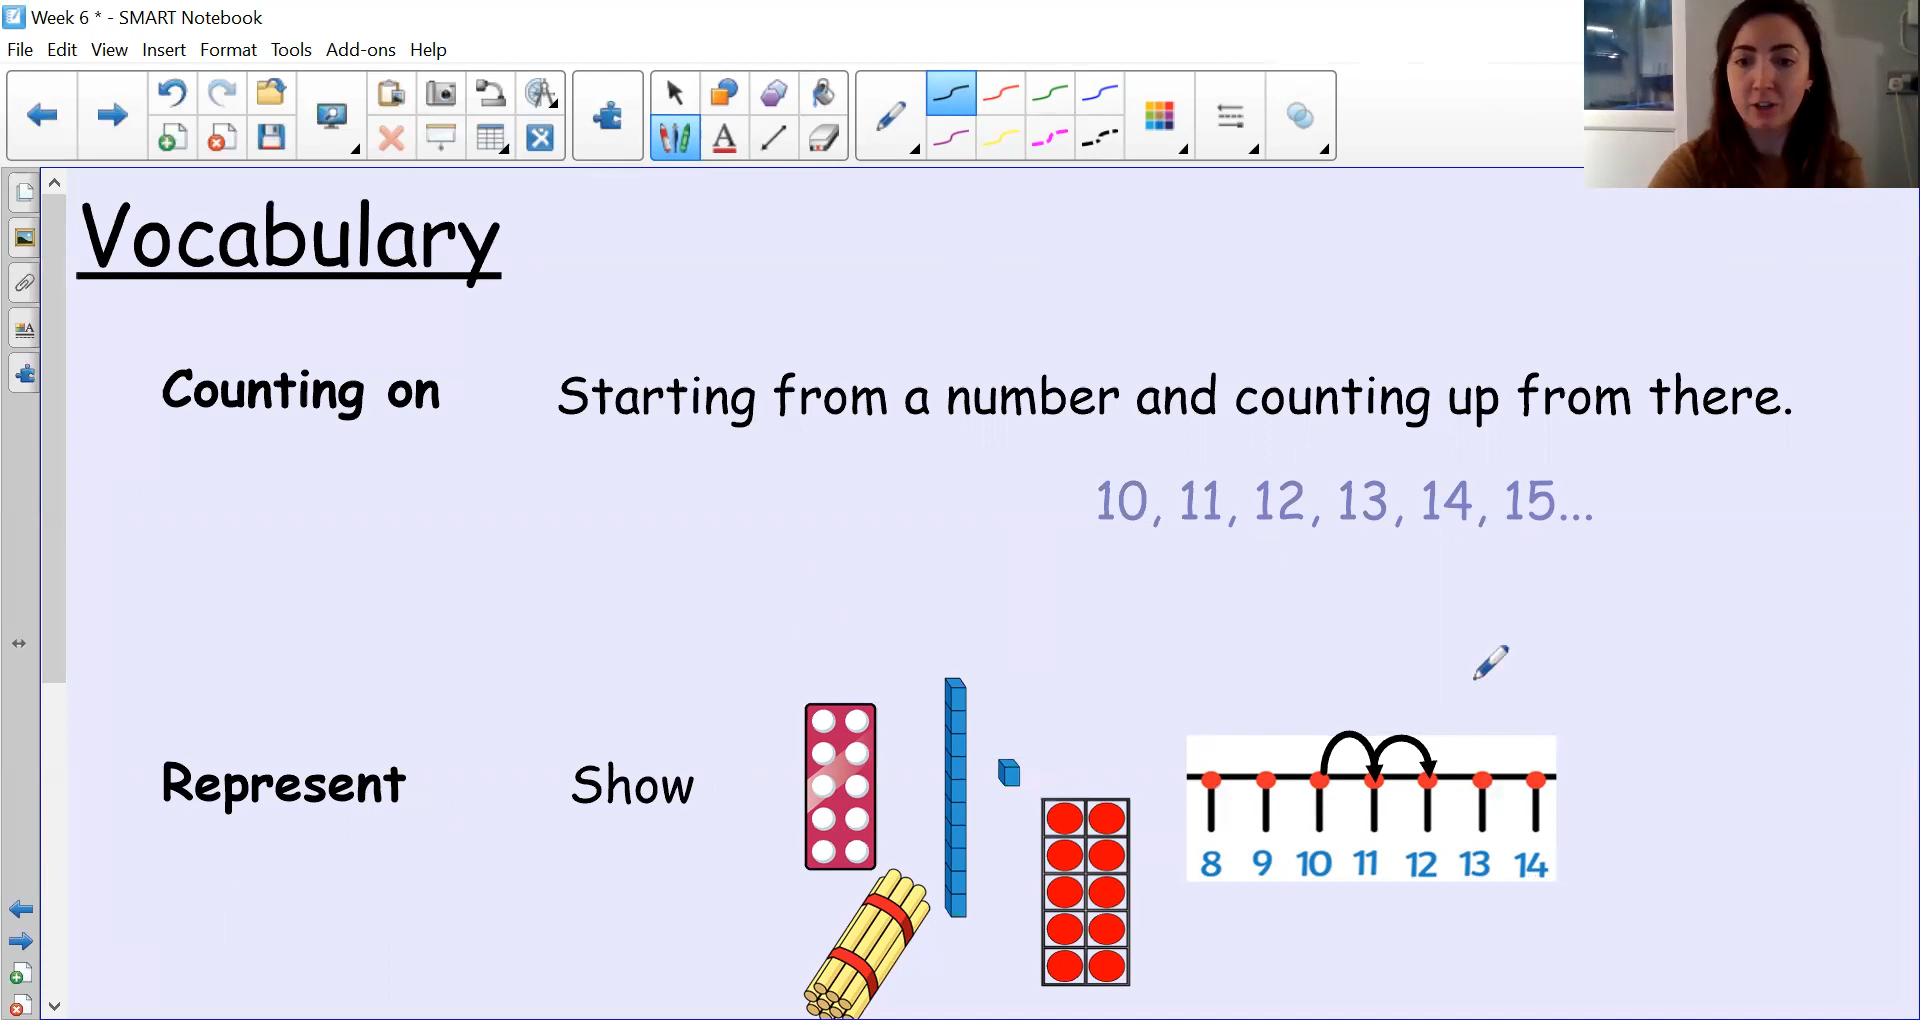 Week 6 * - SMART Notebook
File Edit View Insert Format Tools Add-ons Help
Vocabulary
Counting on Starting from a number and counting up from there.
10, 11, 12, 13, 14, 15...
Represent Show
8 9 10 11 12 13 14